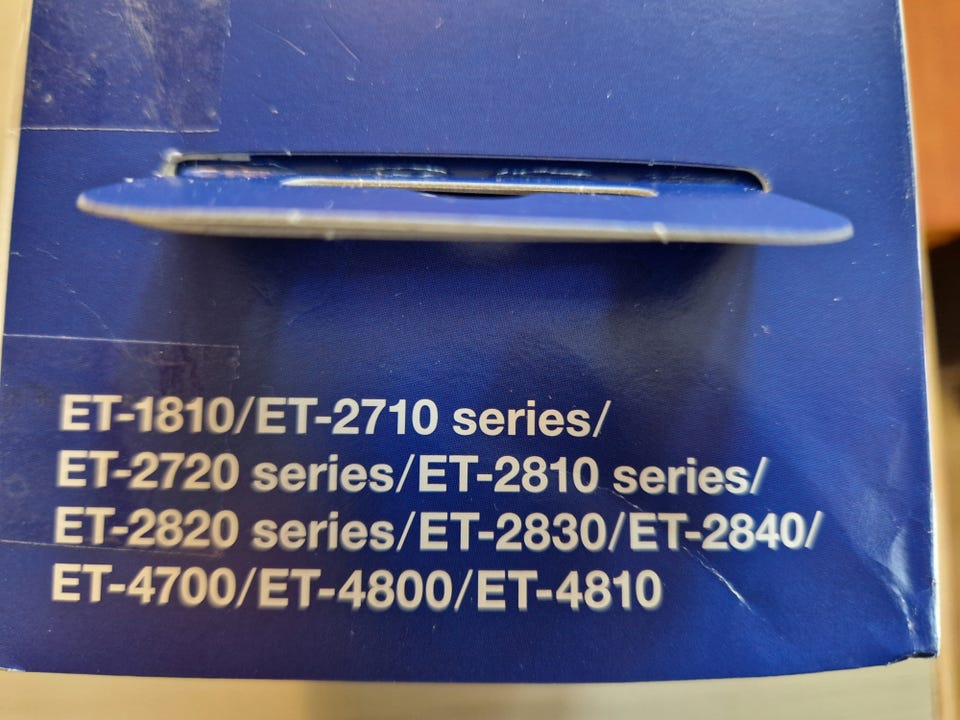 ET-1810/ET-2710 series/
ET-2720 series/ET-2810 series/
ET-2820 series/ET-2830/ET-2840/
ET-4700/ET-4800/ET-4810